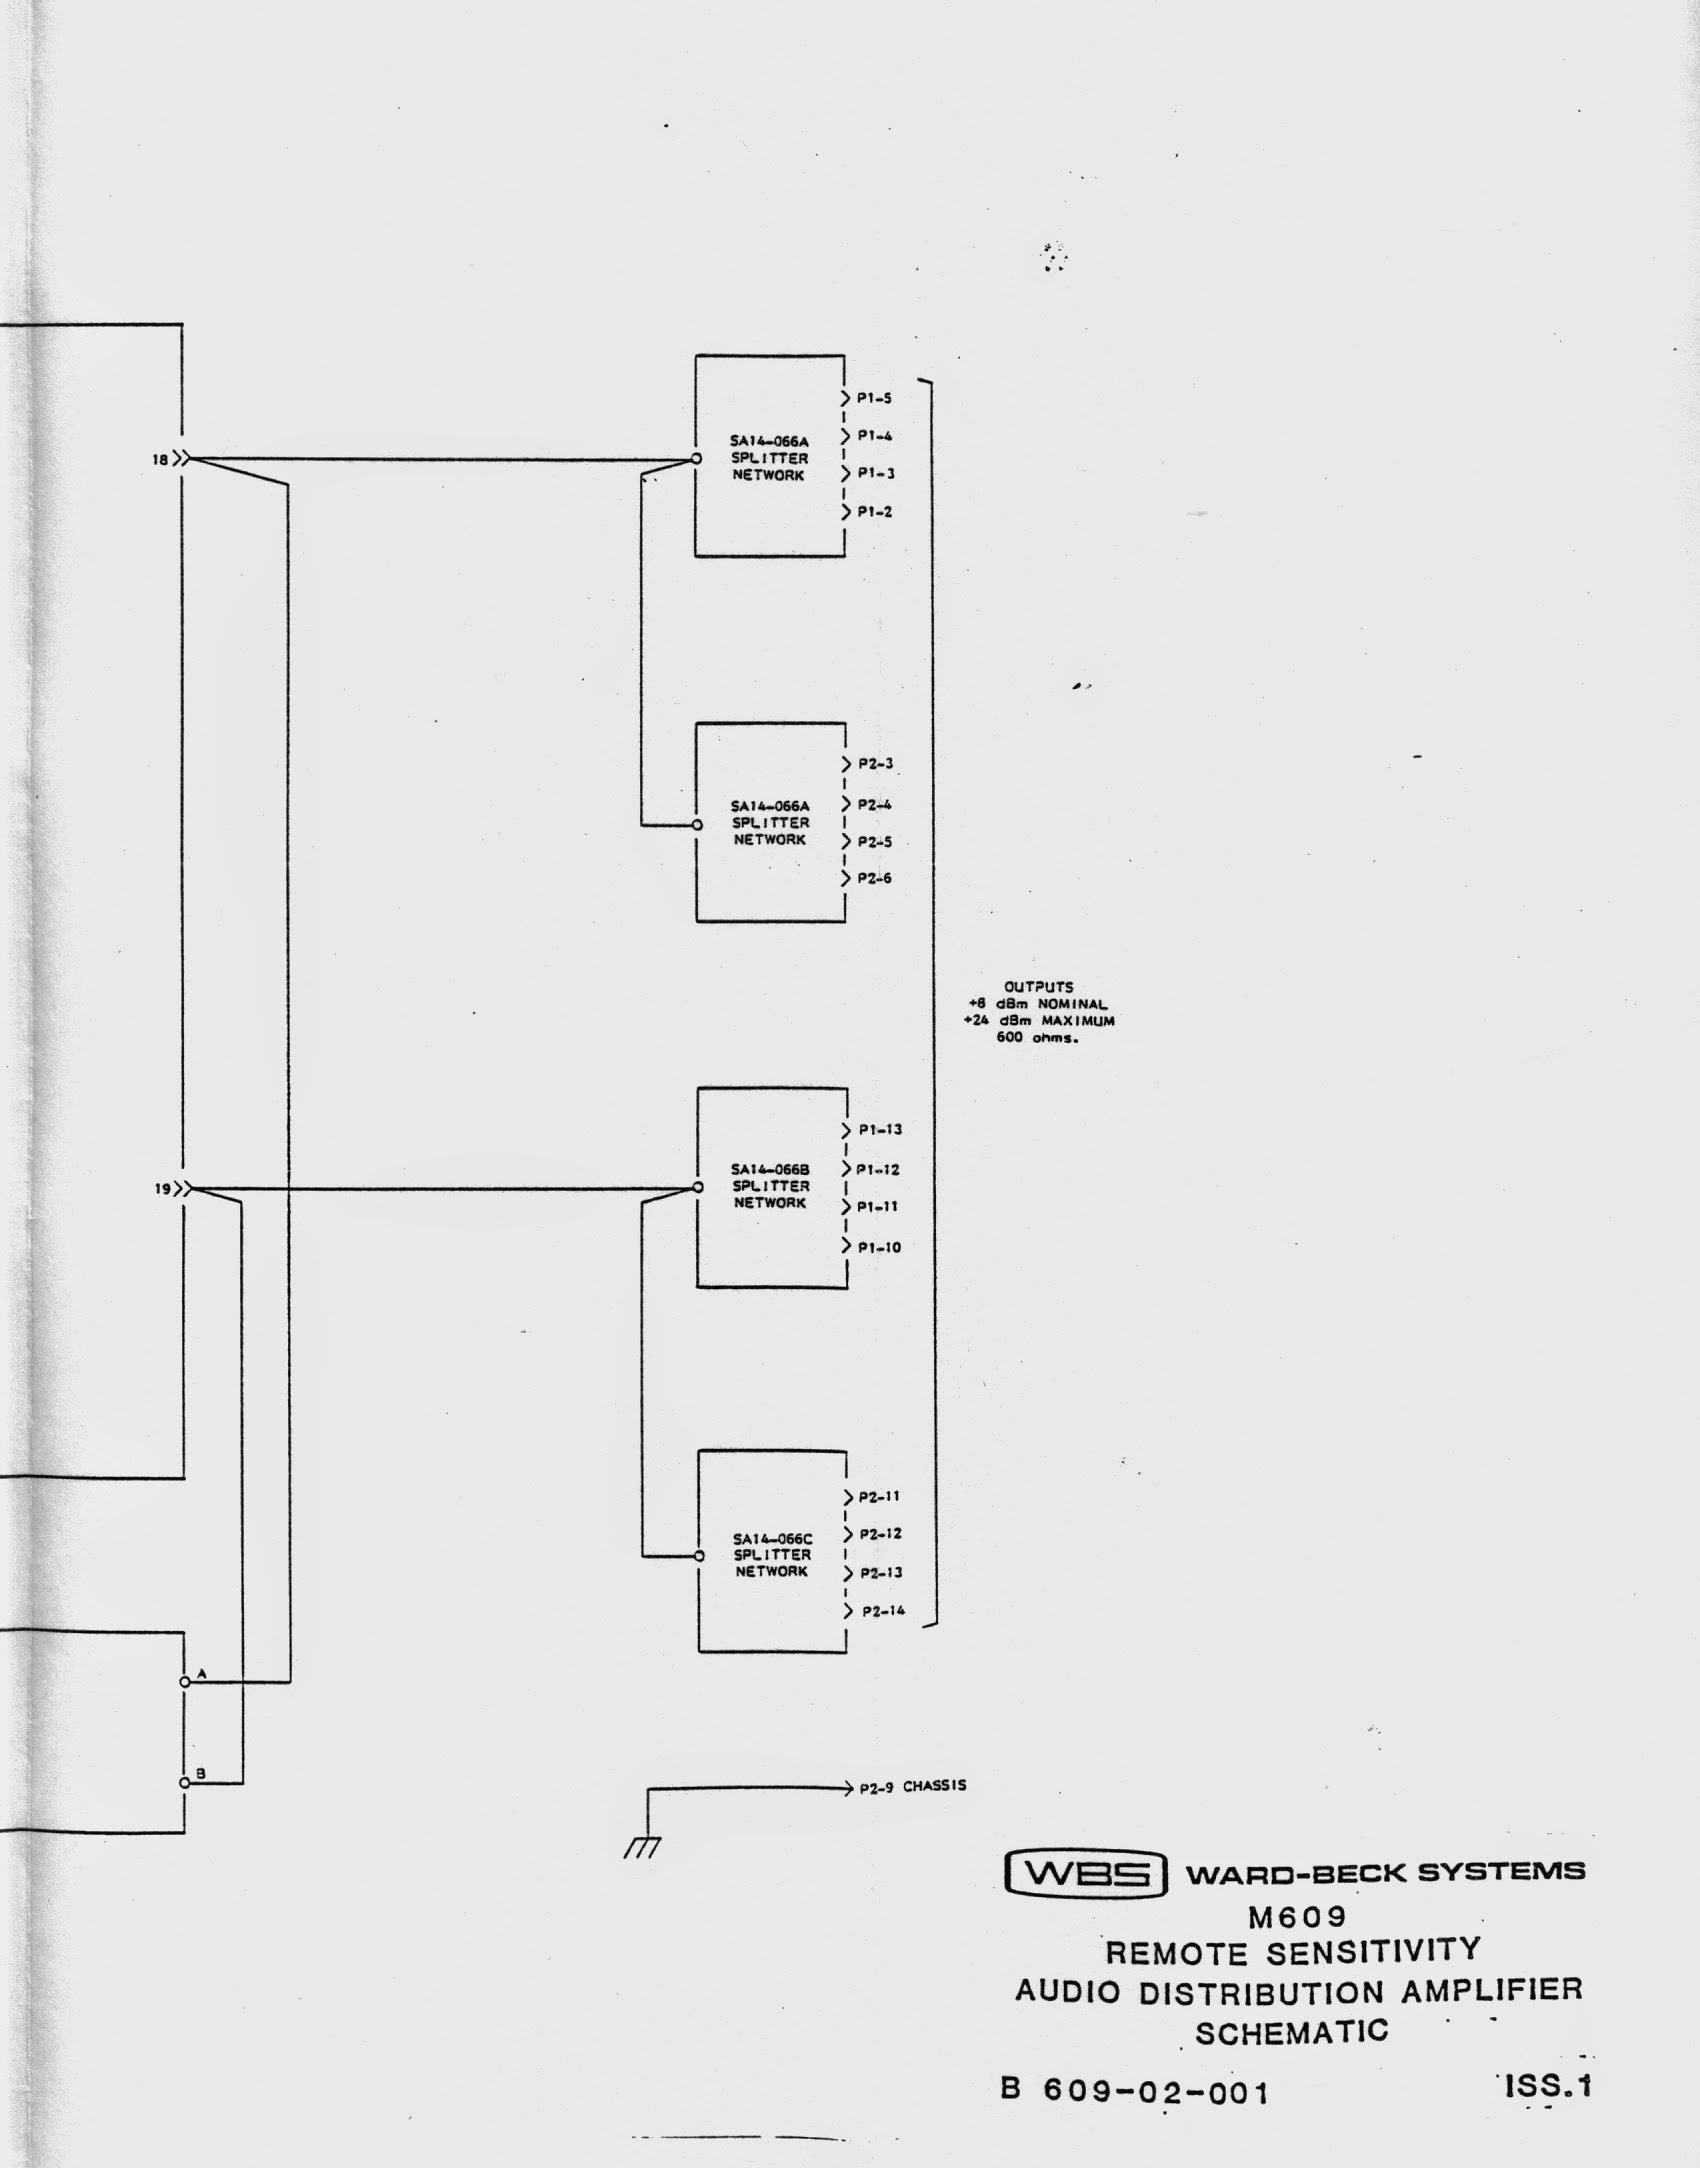 18
SA14-066A
SPLITTER
NETWORK
P1-5
P1-4
P1-3
P1-2
SA14-066A
SPLITTER
NETWORK
P2-3
P2-4
P2-5
P2-6
OUTPUTS
+8 dBm NOMINAL
+24 dBm MAXIMUM
600 ohms.
19
SA14-066B
SPLITTER
NETWORK
P1-13
P1-12
P1-11
P1-10
SA14-066C
SPLITTER
NETWORK
P2-11
P2-12
P2-13
P2-14
A
B
P2-9 CHASSIS
WBS WARD-BECK SYSTEMS
M609
REMOTE SENSITIVITY
AUDIO DISTRIBUTION AMPLIFIER
SCHEMATIC
B 609-02-001 ISS.1